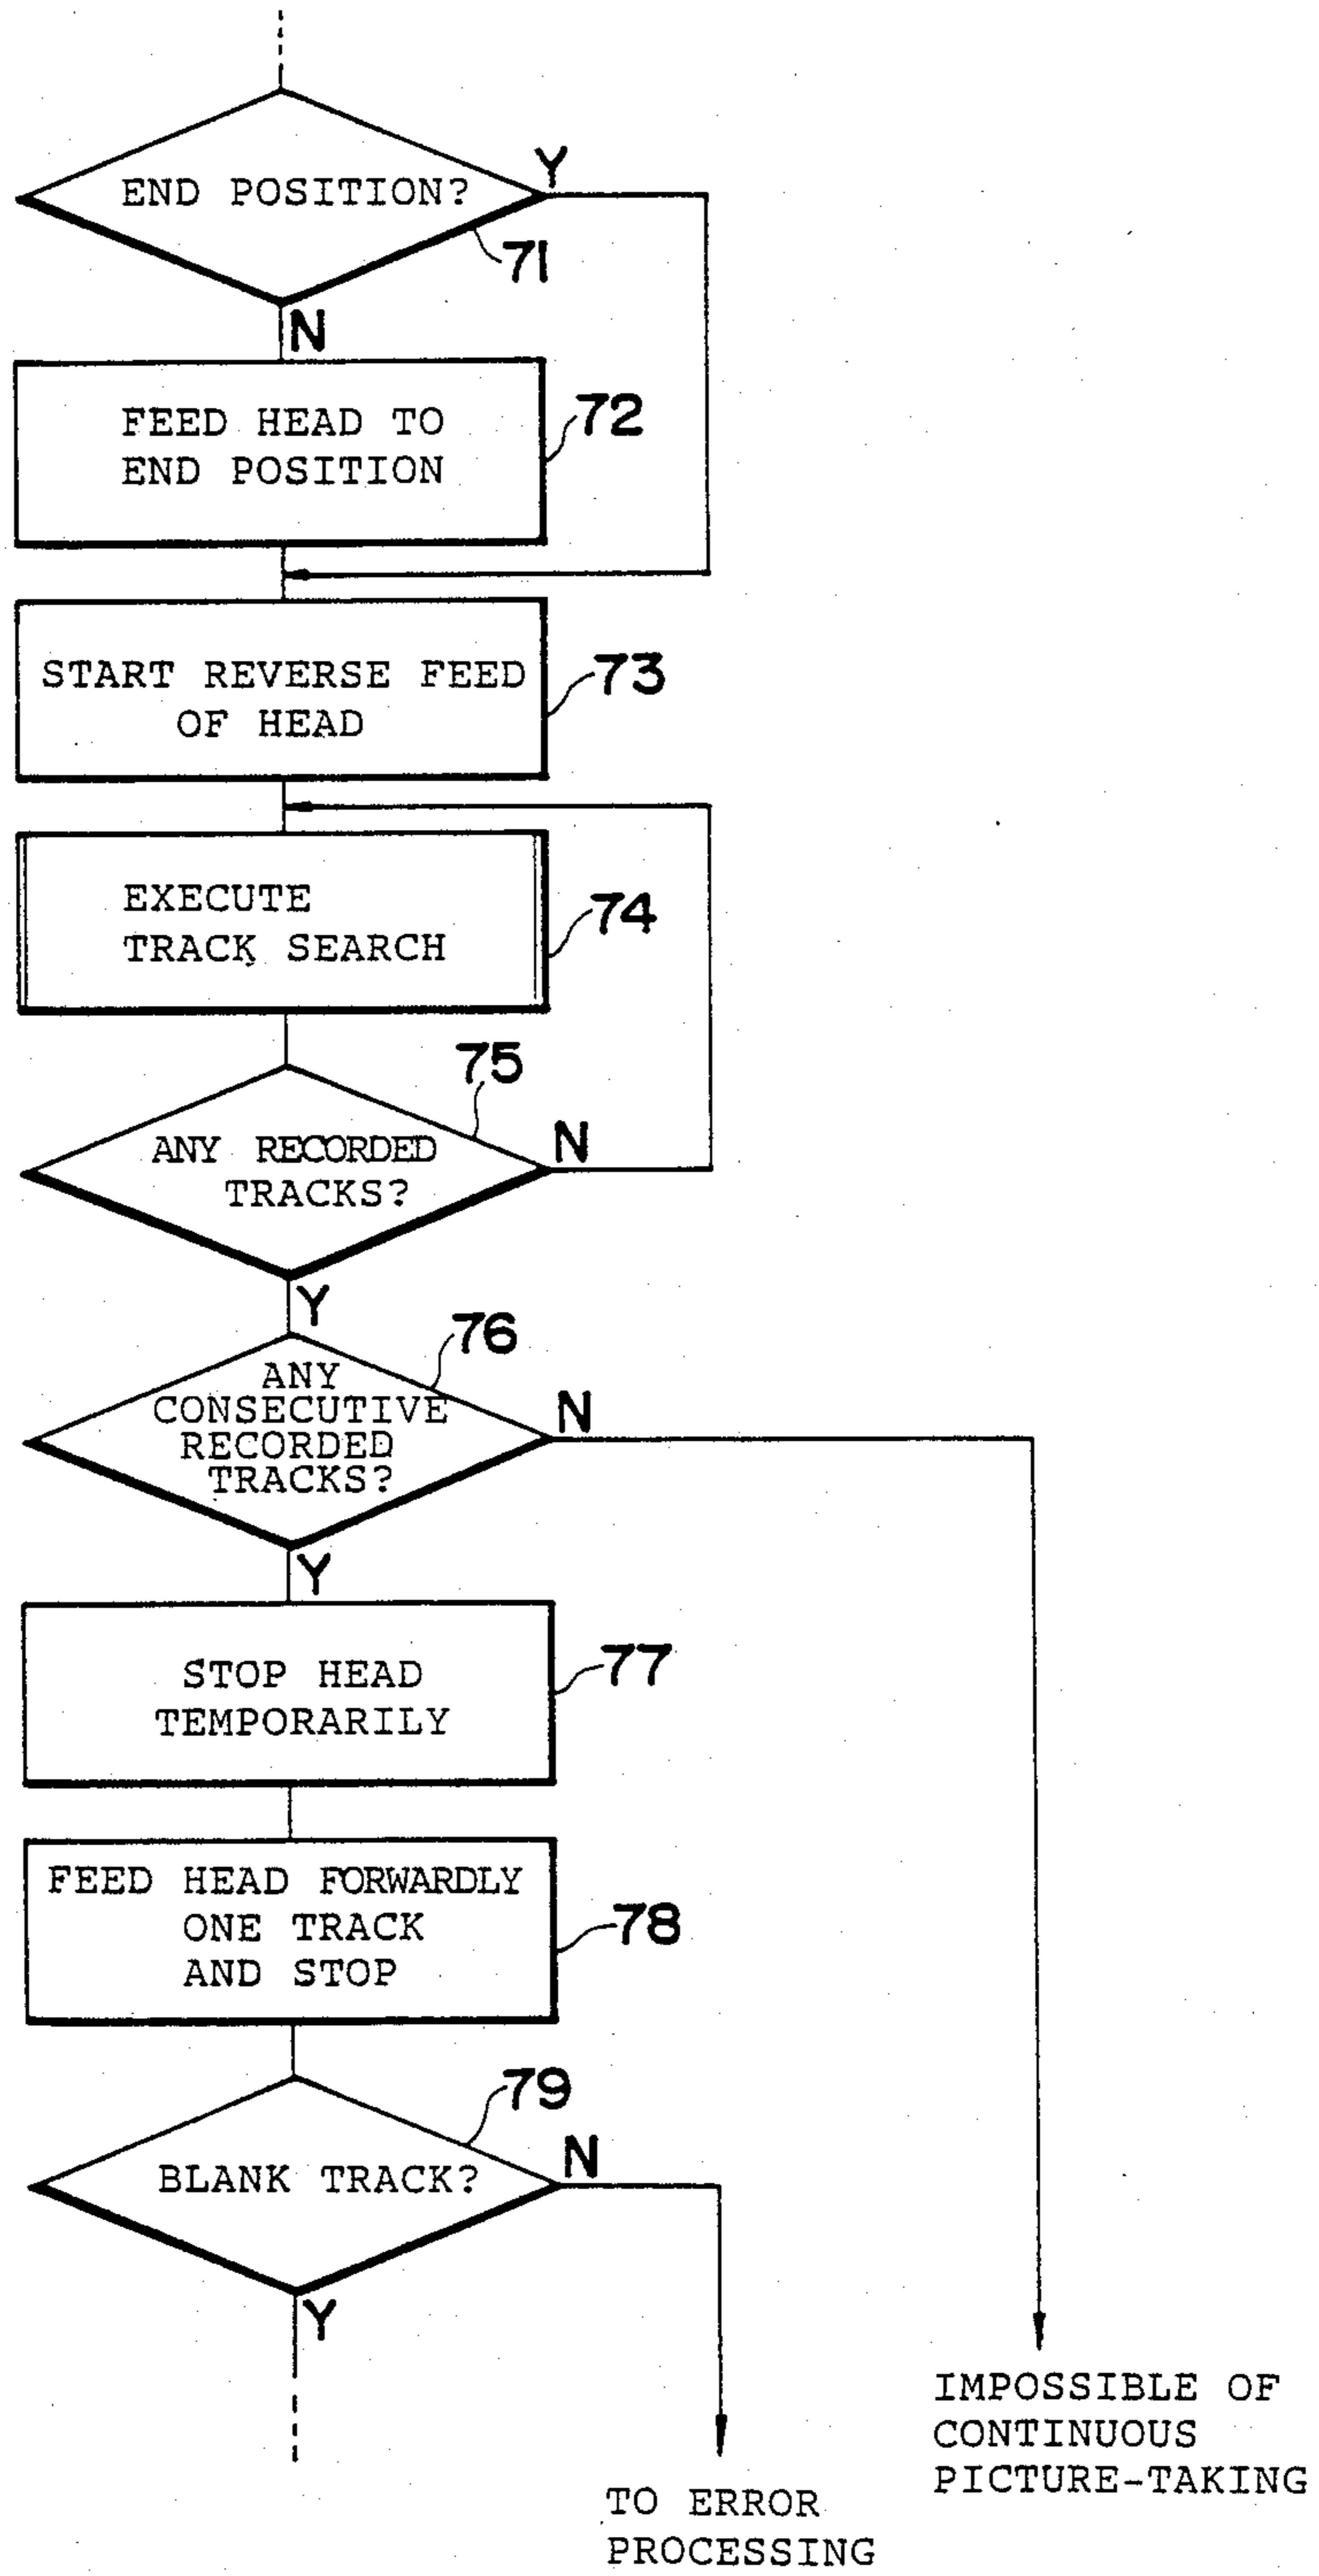 Y
END POSITION?
71
N
FEED HEAD TO
END POSITION
72
START REVERSE FEED
OF HEAD
73
EXECUTE
TRACK SEARCH
74
75
ANY RECORDED
TRACKS?
N
Y
76
ANY
CONSECUTIVE
RECORDED
TRACKS?
N
Y
STOP HEAD
TEMPORARILY
77
FEED HEAD FORWARDLY
ONE TRACK
AND STOP
78
79
BLANK TRACK?
N
Y
IMPOSSIBLE OF
CONTINUOUS
PICTURE-TAKING
TO ERROR
PROCESSING